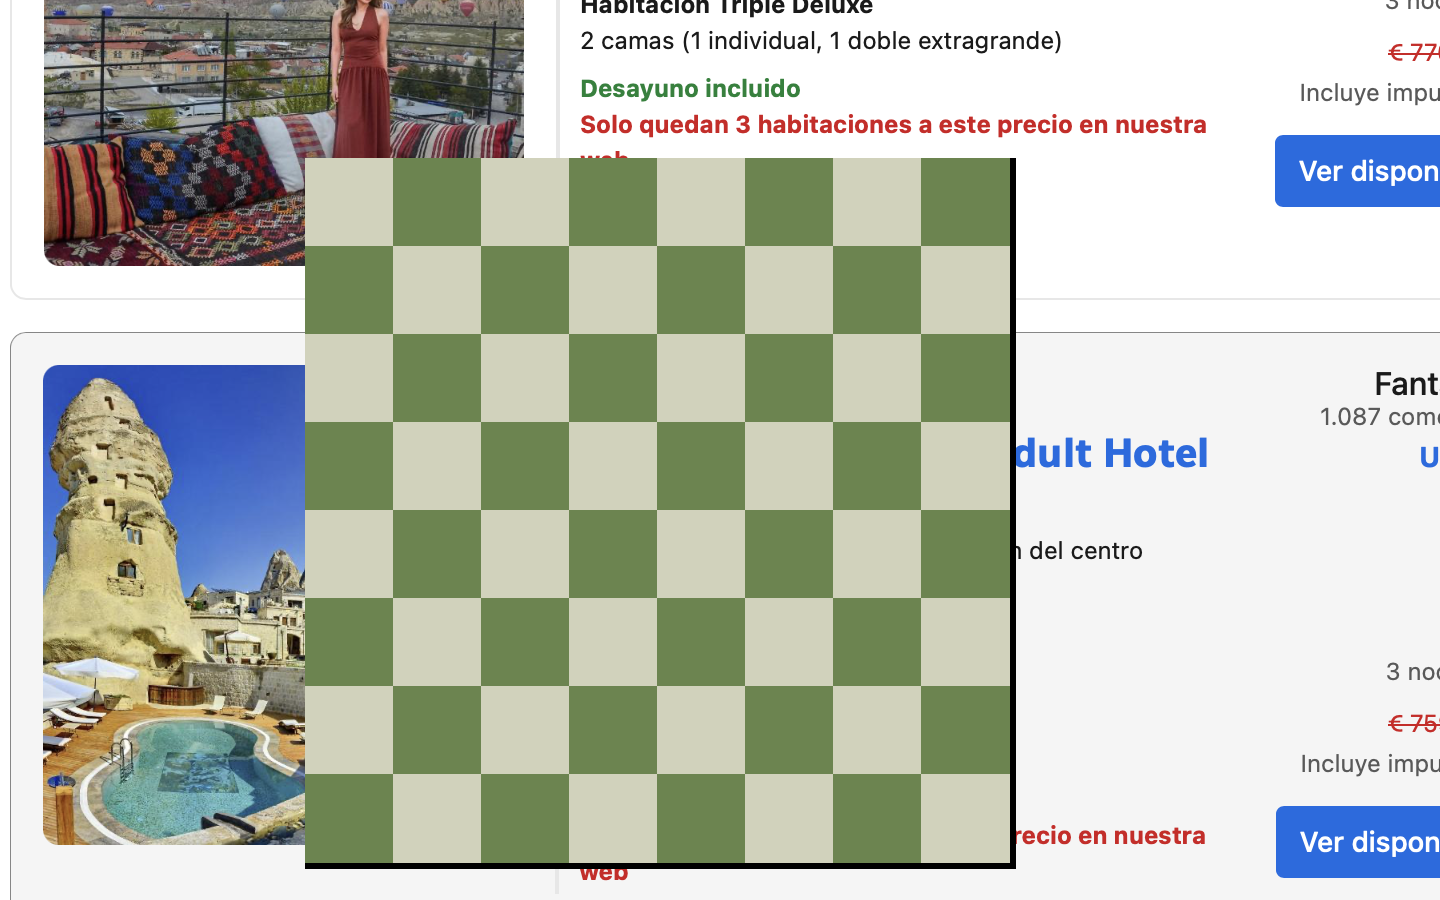 Habitación Triple Deluxe
3 noc
2 camas (1 individual, 1 doble extragrande)
€ 770
Desayuno incluido
Incluye impu
Solo quedan 3 habitaciones a este precio en nuestra
web
Ver dispon
Fant
1.087 come
dult Hotel
U
n del centro
3 noc
€ 755
Incluye impu
recio en nuestra
Ver dispon
web